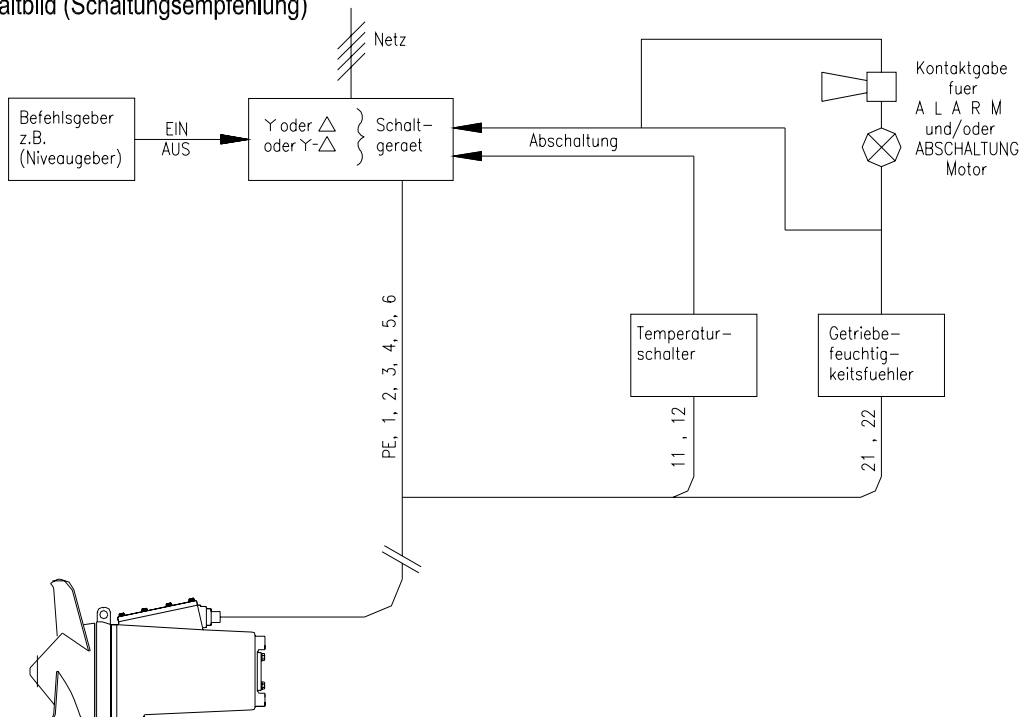 (Schaltungsempfehlung)
Netz
Befehlsgeber
z.B.
(Niveaugeber)
EIN
AUS
Y oder △
oder Y-△
Schalt-
geraet
Abschaltung
Kontaktgabe
fuer
A L A R M
und/oder
ABSCHALTUNG
Motor
PE, 1, 2, 3, 4, 5, 6
Temperatur-
schalter
Getriebe-
feuchtig-
keitsfuehler
11 , 12
21 , 22